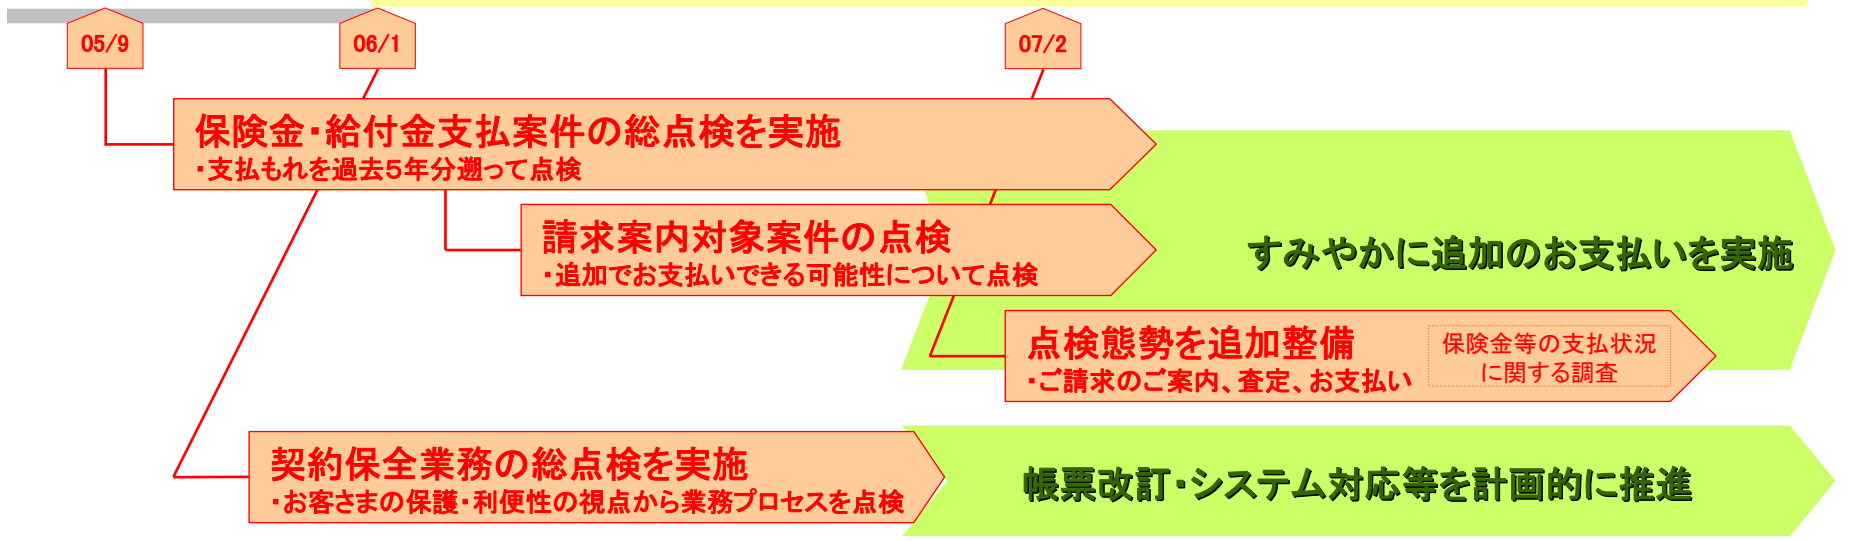 05/9
06/1
07/2
保険金・給付金支払案件の総点検を実施
・支払もれを過去5年分遡って点検
請求案内対象案件の点検
・追加でお支払いできる可能性について点検
すみやかに追加のお支払いを実施
点検態勢を追加整備
・ご請求のご案内、査定、お支払い
保険金等の支払状況
に関する調査
契約保全業務の総点検を実施
・お客さまの保護・利便性の視点から業務プロセスを点検
帳票改訂・システム対応等を計画的に推進